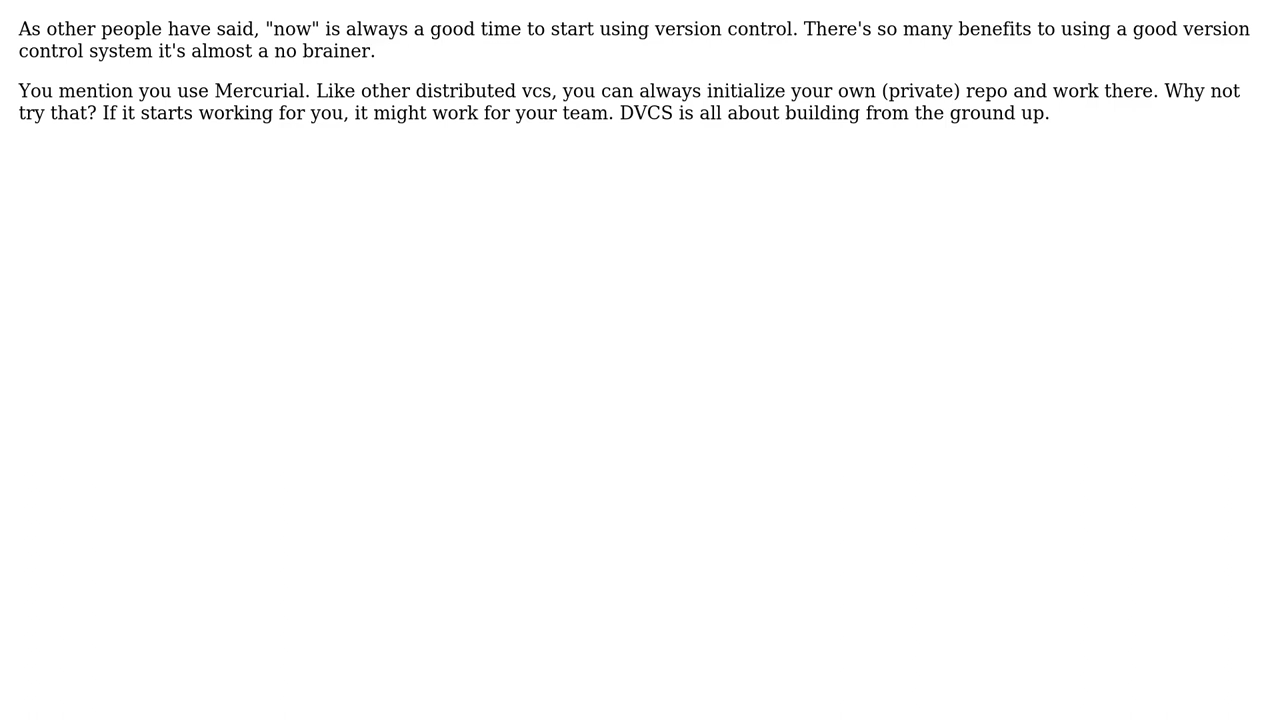 As other people have said, "now" is always a good time to start using version control. There's so many benefits to using a good version
control system it's almost a no brainer.
You mention you use Mercurial. Like other distributed vcs, you can always initialize your own (private) repo and work there. Why not
try that? If it starts working for you, it might work for your team. DVCS is all about building from the ground up.